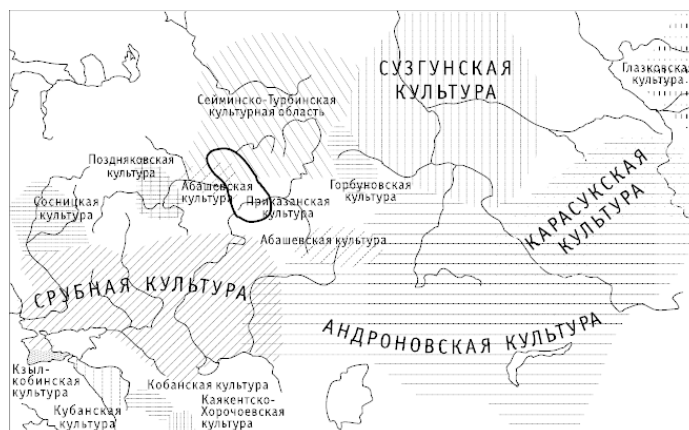 СУЗГУНСКАЯ
КУЛЬТУРА
Глазковская
культура
Сейминско-Турбинская
культурная область
Поздняковская
культура
Абашевская
культура
Горбуновская
культура
Сосницкая
культура
Приказанская
культура
КАРАСУКСКАЯ
КУЛЬТУРА
Абашевская культура
СРУБНАЯ КУЛЬТУРА
АНДРОНОВСКАЯ КУЛЬТУРА
Кзыл-
кобинская
культура
Кобанская культура
Каякентско-
Хорочоевская
культура
Кубанская
культура